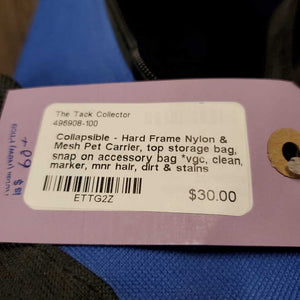 The Tack Collector
496908-100
Collapsible - Hard Frame Nylon &
Mesh Pet Carrier, top storage bag,
snap on accessory bag *vgc, clean,
marker, mnr hair, dirt & stains
ETTG2Z
$30.00